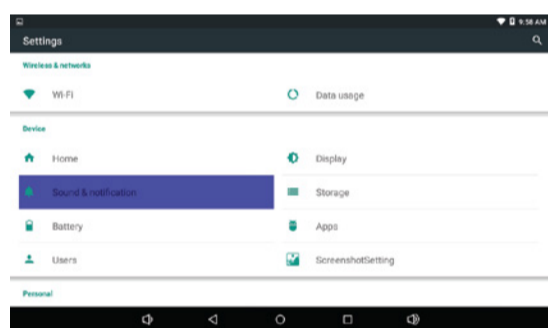 9:58 AM
Settings
Wireless & networks
Wi-Fi
Data usage
Device
Home
Display
Sound & notification
Storage
Battery
Apps
Users
ScreenshotSetting
Personal